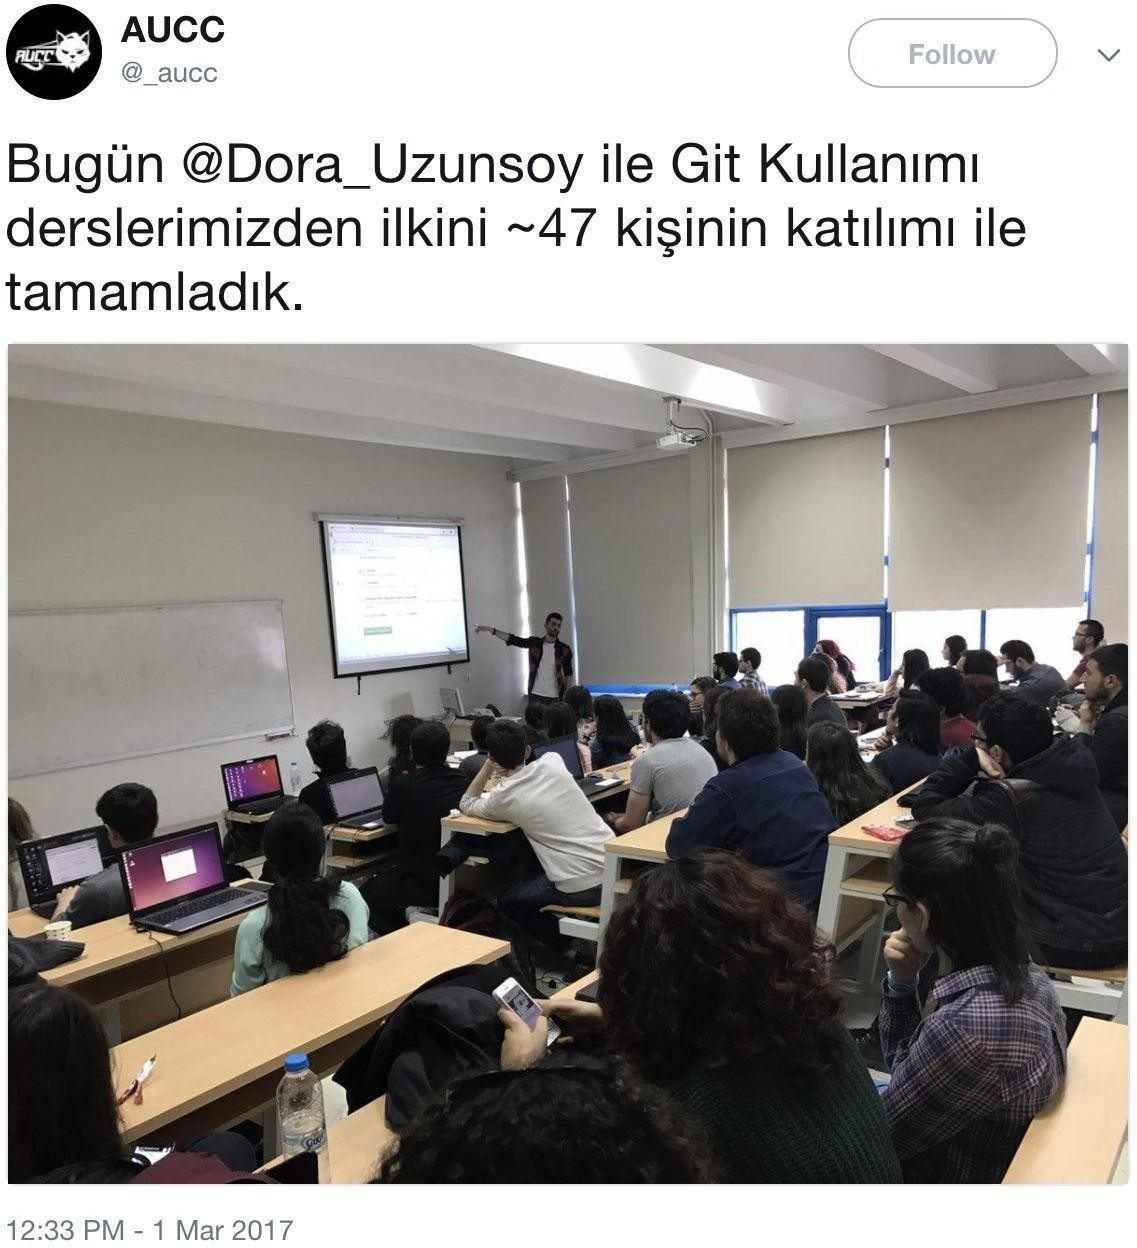 AUCC
AUCC
@_aucc
Follow
Bugün @Dora_Uzunsoy ile Git Kullanımı
derslerimizden ilkini ~47 kişinin katılımı ile
tamamladık.
12:33 PM - 1 Mar 2017